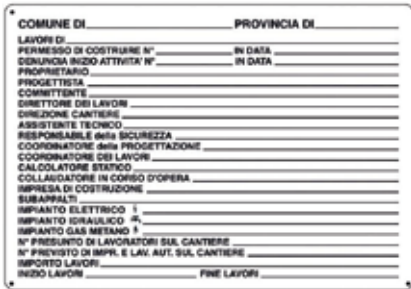 COMUNE DI PROVINCIA DI
LAVORI DI
PERMESSO DI COSTRUIRE N° IN DATA
DENUNCIA INIZIO ATTIVITA' N° IN DATA
PROPRIETARIO
PROGETTISTA
COMMITTENTE
DIRETTORE DEI LAVORI
DIREZIONE CANTIERE
ASSISTENTE TECNICO
RESPONSABILE della SICUREZZA
COORDINATORE della PROGETTAZIONE
COORDINATORE DEI LAVORI
CALCOLATORE STATICO
COLLAUDATORE IN CORSO D'OPERA
IMPRESA DI COSTRUZIONE
SUBAPPALTI
IMPIANTO ELETTRICO
IMPIANTO IDRAULICO
IMPIANTO GAS METANO
N° PRESUNTO DI LAVORATORI SUL CANTIERE
N° PREVISTO DI IMPR. E LAV. AUT. SUL CANTIERE
IMPORTO LAVORI
INIZIO LAVORI FINE LAVORI